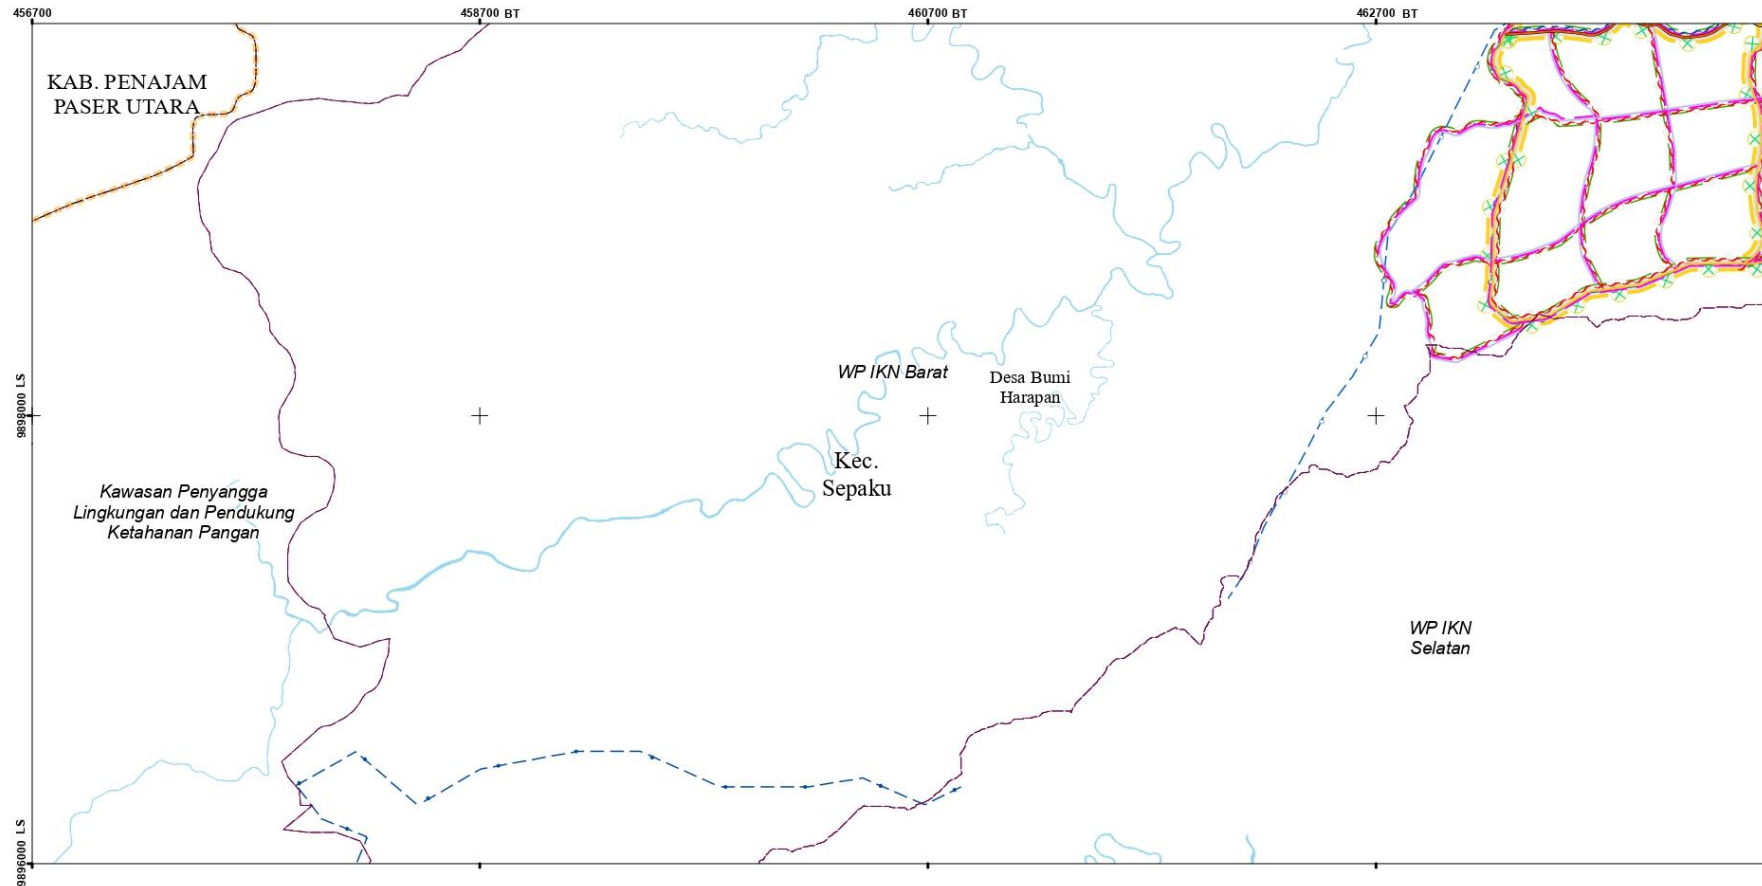 456700
458700 BT
460700 BT
462700 BT
KAB. PENAJAM
PASER UTARA
9898000 LS
WP IKN Barat
Desa Bumi
Harapan
Kec.
Sepaku
Kawasan Penyangga
Lingkungan dan Pendukung
Ketahanan Pangan
WP IKN
Selatan
9896000 LS